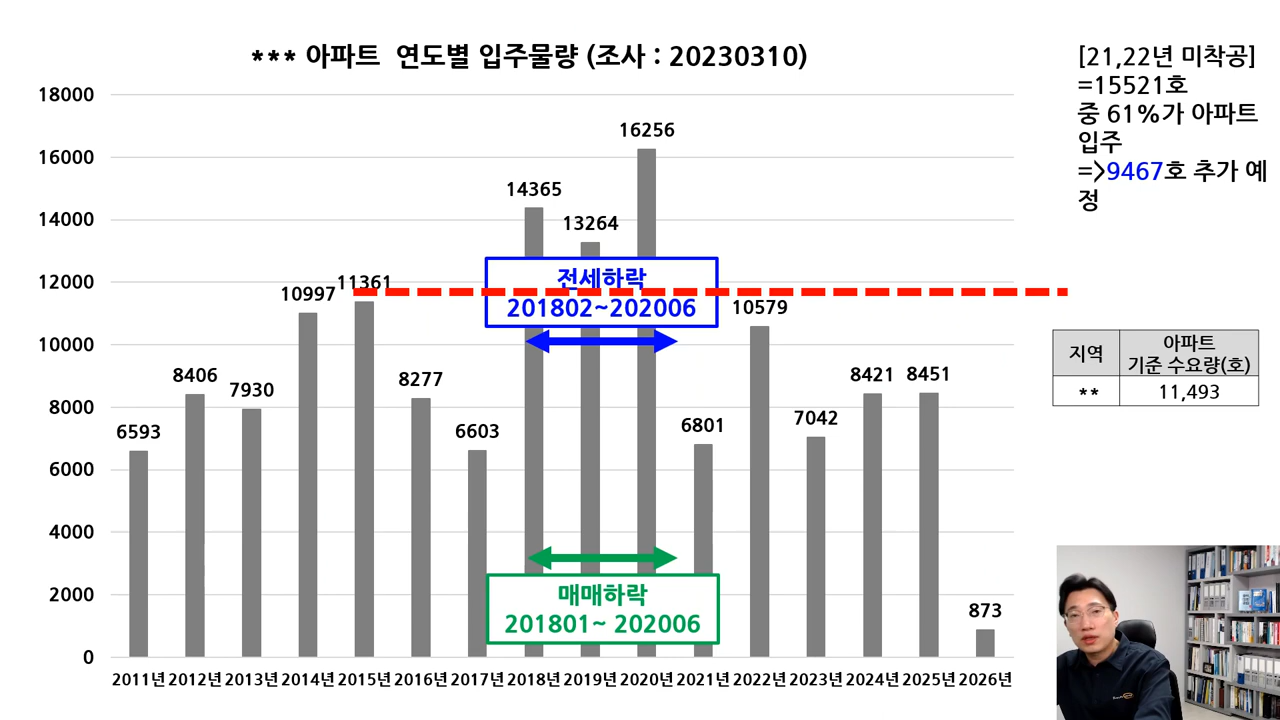 *** 아파트 연도별 입주물량 (조사 : 20230310)
[21,22년 미착공]
=15521호
중 61%가 아파트
입주
=>9467호 추가 예
정
18000
16000
14000
12000
10000
8000
6000
4000
2000
0
6593
8406
7930
10997
11361
8277
6603
14365
13264
16256
6801
10579
7042
8421
8451
873
전세하락
201802~202006
매매하락
201801~ 202006
2011년 2012년 2013년 2014년 2015년 2016년 2017년 2018년 2019년 2020년 2021년 2022년 2023년 2024년 2025년 2026년
지역
아파트
기준 수요량(호)
**
11,493